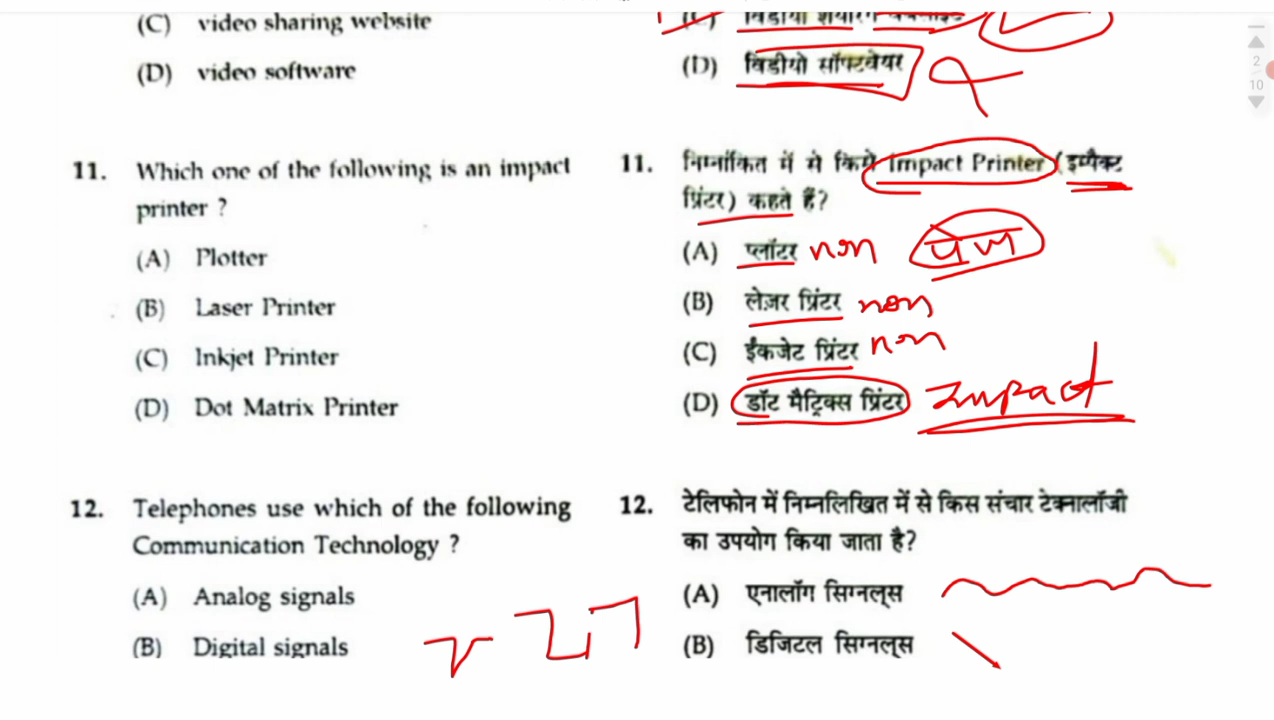 (C) video sharing website
(D) video software
(D) विडीयो सॉफ्टवेयर
11. Which one of the following is an impact
printer ?
(A) Plotter
(B) Laser Printer
(C) Inkjet Printer
(D) Dot Matrix Printer
11. निम्नांकित में से किसे Impact Printer (इम्पैक्ट
प्रिंटर) कहते हैं?
(A) प्लॉटर non पेज
(B) लेज़र प्रिंटर non
(C) ईंकजेट प्रिंटर non
(D) डॉट मैट्रिक्स प्रिंटर Impact
12. Telephones use which of the following
Communication Technology ?
(A) Analog signals
(B) Digital signals
12. टेलिफोन में निम्नलिखित में से किस संचार टेक्नालॉजी
का उपयोग किया जाता है?
(A) एनालॉग सिग्नल्स
(B) डिजिटल सिग्नल्स
2
10